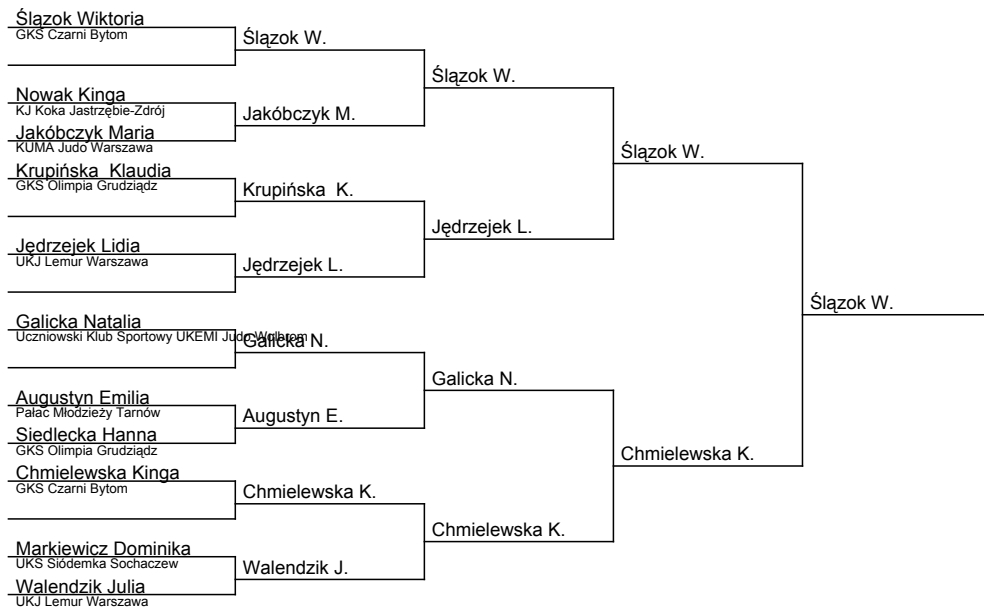 Ślązok Wiktoria
GKS Czarni Bytom
Nowak Kinga
KJ Koka Jastrzębie-Zdrój
Jakóbczyk Maria
KUMA Judo Warszawa
Krupińska  Klaudia
GKS Olimpia Grudziądz
Jędrzejek Lidia
UKJ Lemur Warszawa
Galicka Natalia
Uczniowski Klub Sportowy UKEMI Judo Wolbrom
Augustyn Emilia
Pałac Młodzieży Tarnów
Siedlecka Hanna
GKS Olimpia Grudziądz
Chmielewska Kinga
GKS Czarni Bytom
Markiewicz Dominika
UKS Siódemka Sochaczew
Walendzik Julia
UKJ Lemur Warszawa
Ślązok W.
Jakóbczyk M.
Krupińska  K.
Jędrzejek L.
Galicka N.
Augustyn E.
Chmielewska K.
Walendzik J.
Ślązok W.
Jędrzejek L.
Galicka N.
Chmielewska K.
Ślązok W.
Chmielewska K.
Ślązok W.